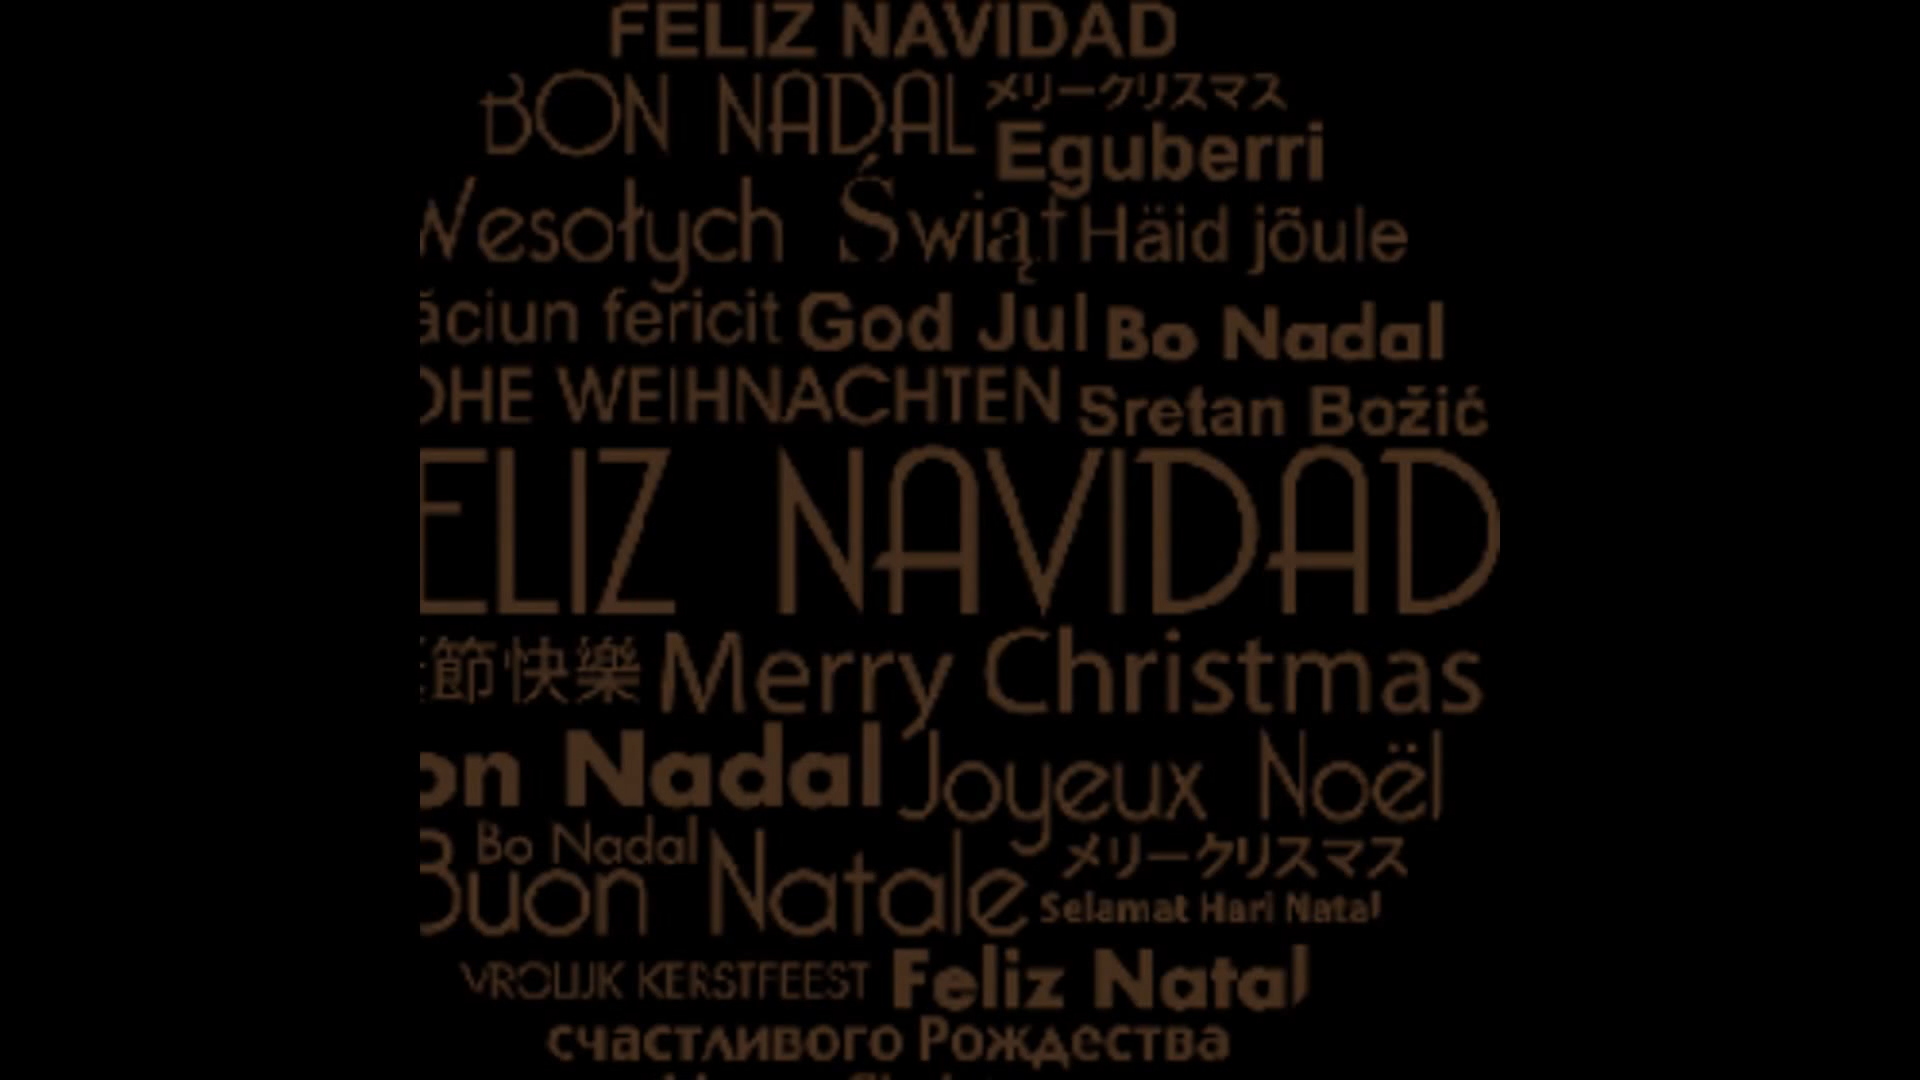 FELIZ NAVIDAD
BON NADAL メリークリスマス
Eguberri
Wesołych Świąt Häid jõule
ăciun fericit God Jul Bo Nadal
OHE WEIHNACHTEN Sretan Božić
FELIZ NAVIDAD
節快樂 Merry Christmas
on Nadal Joyeux Noël
Bo Nadal メリークリスマス
Buon Natale Selamat Hari Natal
VROLIJK KERSTFEEST Feliz Natal
счастливого Рождества